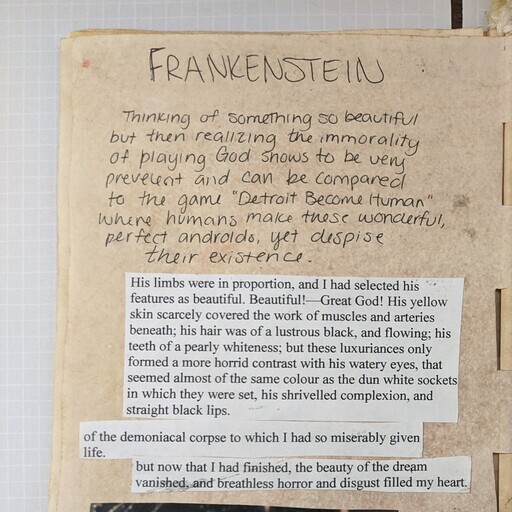 FRANKENSTEIN
Thinking of something so beautiful
but then realizing the immorality
of playing God shows to be very
prevelent and can be compared
to the game "Detroit Become Human"
where humans make these wonderful,
perfect androids, yet despise
their existence.
His limbs were in proportion, and I had selected his
features as beautiful. Beautiful!—Great God! His yellow
skin scarcely covered the work of muscles and arteries
beneath; his hair was of a lustrous black, and flowing; his
teeth of a pearly whiteness; but these luxuriances only
formed a more horrid contrast with his watery eyes, that
seemed almost of the same colour as the dun white sockets
in which they were set, his shrivelled complexion, and
straight black lips.
of the demoniacal corpse to which I had so miserably given
life.
but now that I had finished, the beauty of the dream
vanished, and breathless horror and disgust filled my heart.